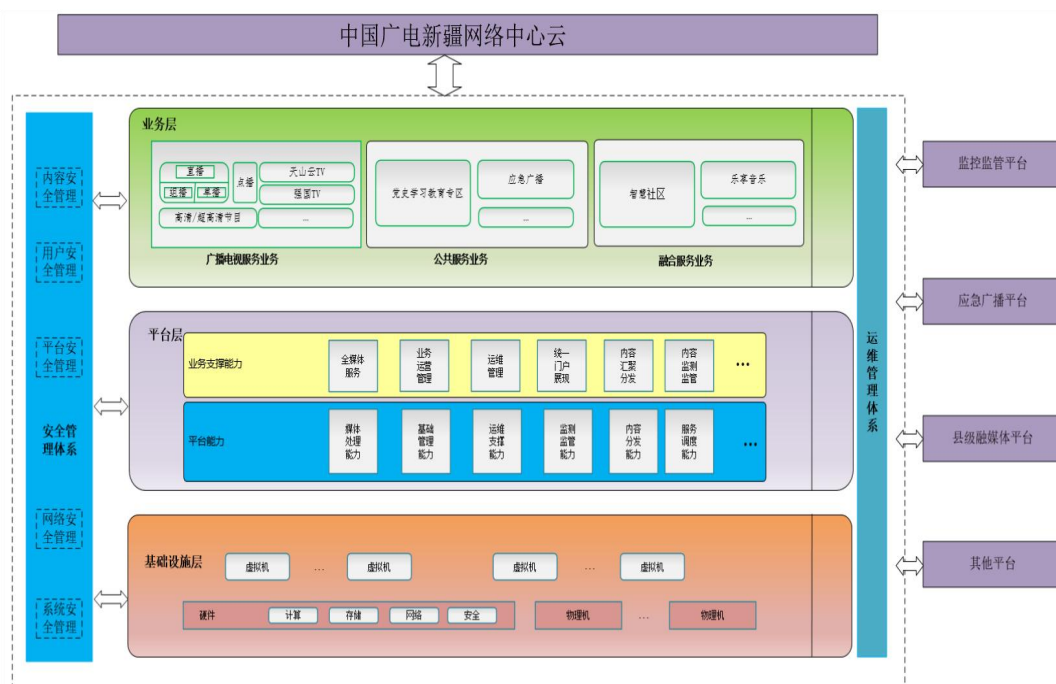 中国广电新疆网络中心云
业务层
直播
组播
单播
点播
天山云TV
强国TV
高清/超高清节目
...
广播电视服务业务
党史学习教育专区
应急广播
...
公共服务业务
智慧社区
乐享音乐
...
融合服务业务
平台层
业务支撑能力
全媒体
服务
业务
运营
管理
运维
管理
统一
门户
展现
内容
汇聚
分发
内容
监测
监管
...
平台能力
媒体
处理
能力
基础
管理
能力
运维
支撑
能力
监测
监管
能力
内容
分发
能力
服务
调度
能力
...
基础设施层
虚拟机
...
虚拟机
虚拟机
...
虚拟机
硬件
计算
存储
网络
安全
物理机
...
物理机
内容安
全管理
用户安
全管理
平台安
全管理
安全管
理体系
网络安
全管理
系统安
全管理
运维管理体系
监控监管平台
应急广播平台
县级融媒体平台
其他平台